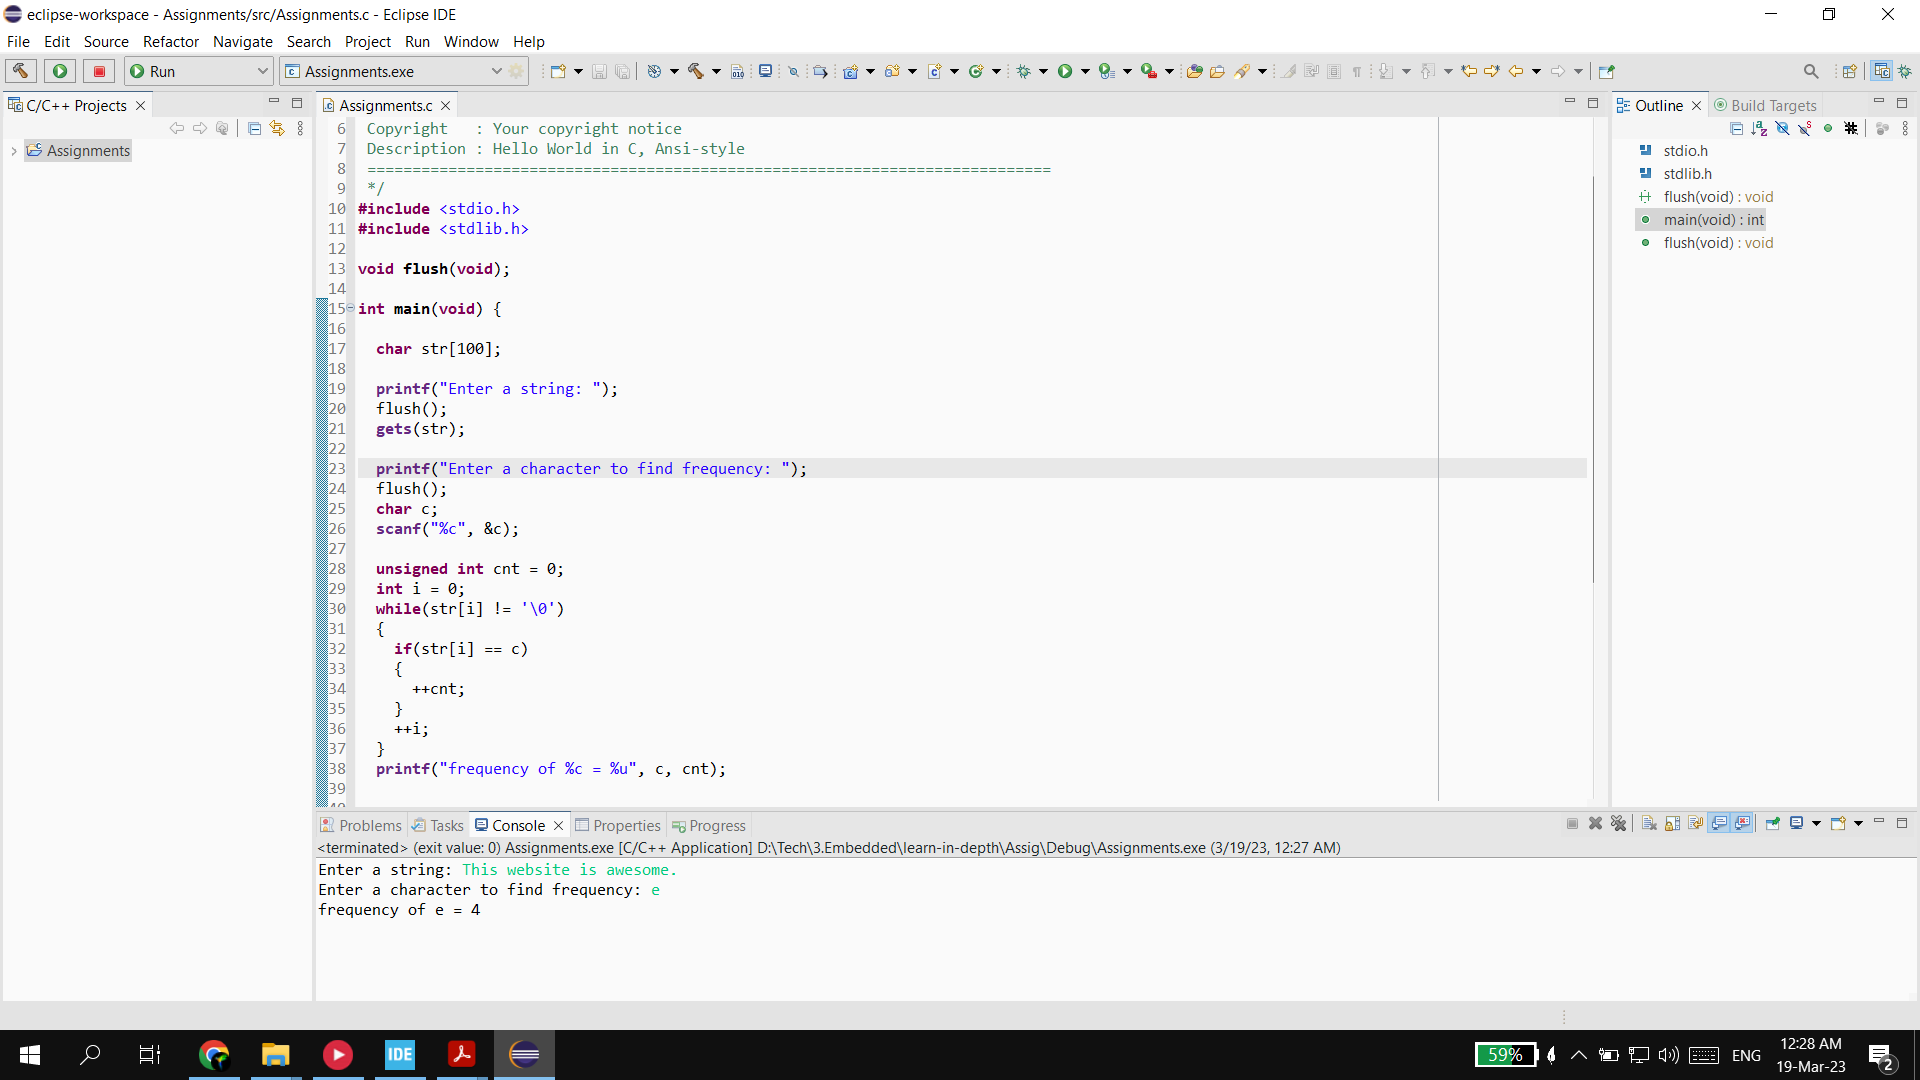 eclipse-workspace - Assignments/src/Assignments.c - Eclipse IDE
File Edit Source Refactor Navigate Search Project Run Window Help
Run
Assignments.exe
C/C++ Projects
Assignments.c
Outline
Build Targets
Assignments
stdio.h
stdlib.h
flush(void) : void
main(void) : int
flush(void) : void
6 Copyright   : Your copyright notice
7 Description : Hello World in C, Ansi-style
8 ============================================================================
9 */
10 #include <stdio.h>
11 #include <stdlib.h>
12
13 void flush(void);
14
15 int main(void) {
16
17 char str[100];
18
19 printf("Enter a string: ");
20 flush();
21 gets(str);
22
23 printf("Enter a character to find frequency: ");
24 flush();
25 char c;
26 scanf("%c", &c);
27
28 unsigned int cnt = 0;
29 int i = 0;
30 while(str[i] != '\0')
31 {
32 if(str[i] == c)
33 {
34 ++cnt;
35 }
36 ++i;
37 }
38 printf("frequency of %c = %u", c, cnt);
39
Problems Tasks Console Properties Progress
<terminated> (exit value: 0) Assignments.exe [C/C++ Application] D:\Tech\3.Embedded\learn-in-depth\Assig\Debug\Assignments.exe (3/19/23, 12:27 AM)
Enter a string: This website is awesome.
Enter a character to find frequency: e
frequency of e = 4
IDE
59%
ENG
12:28 AM
19-Mar-23
2